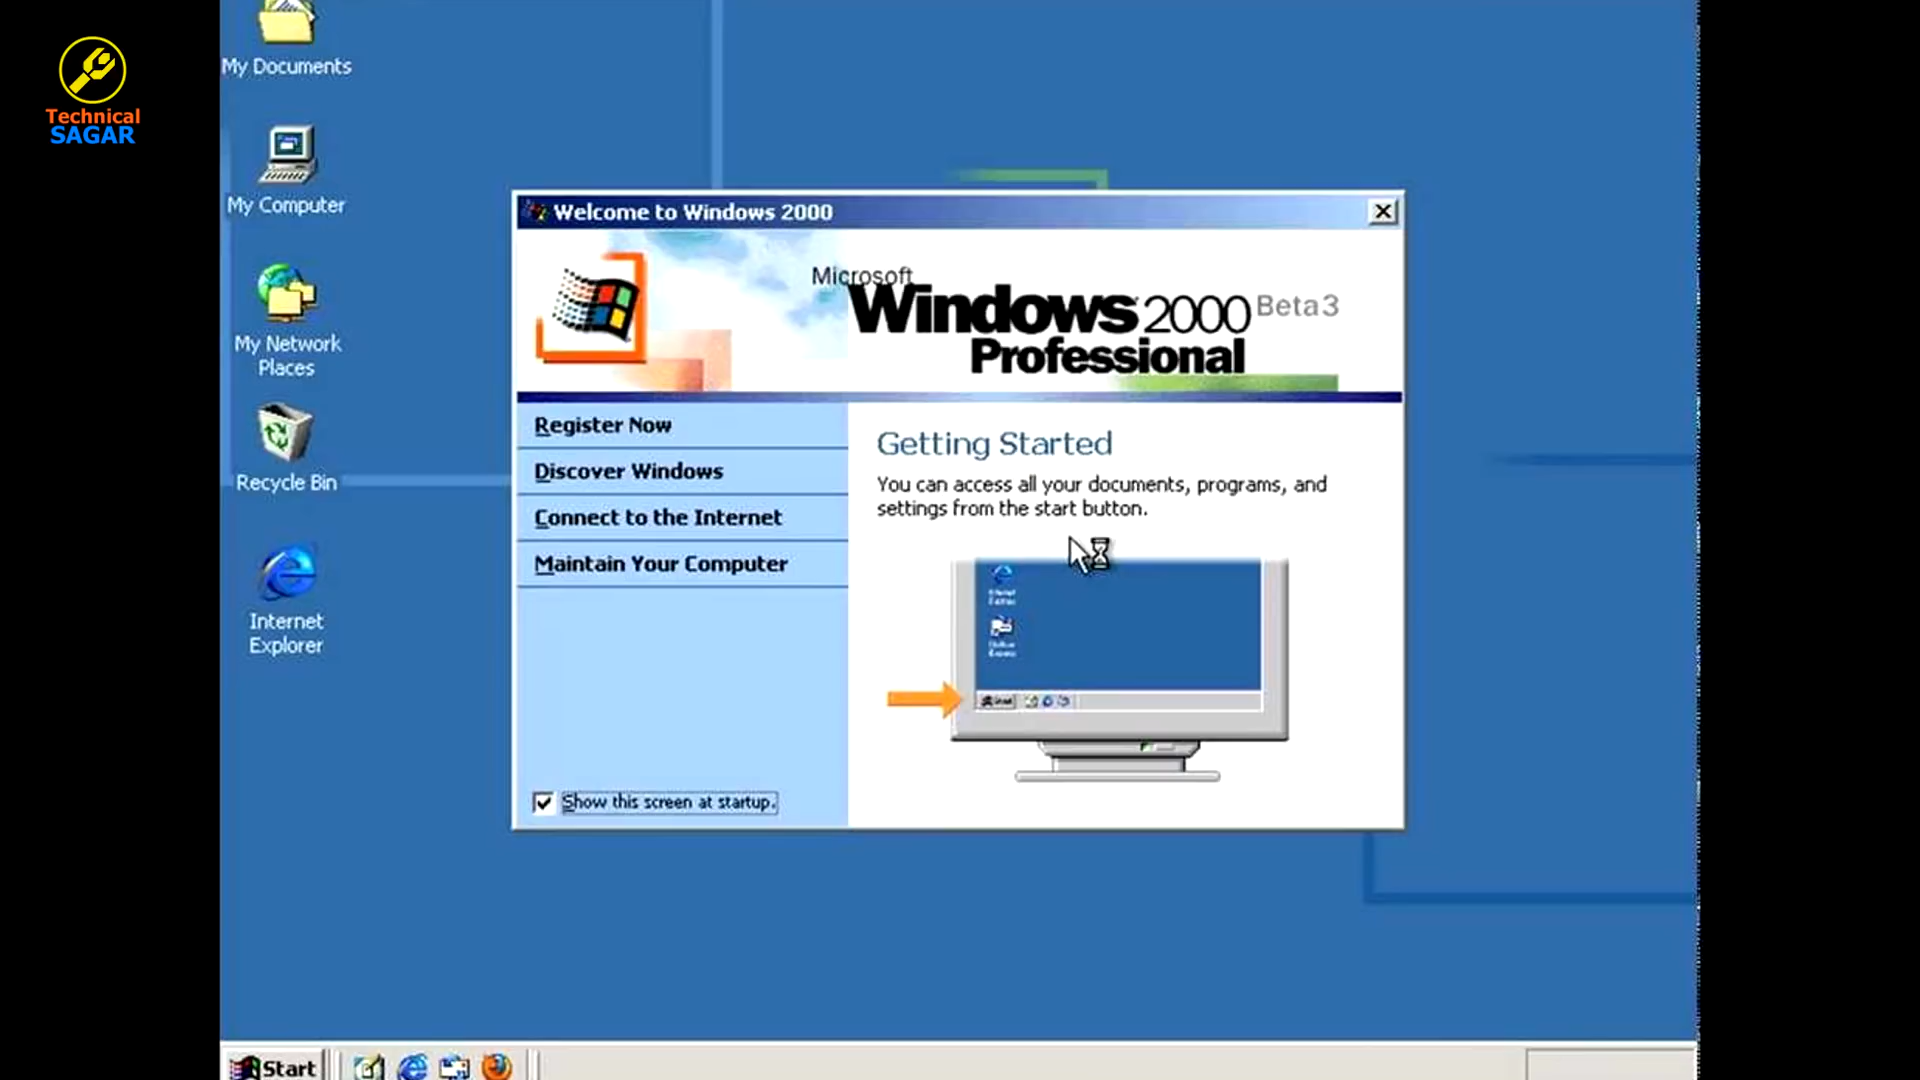 Technical
SAGAR
My Documents
My Computer
My Network
Places
Recycle Bin
Internet
Explorer
Welcome to Windows 2000
Microsoft
Windows 2000 Beta3
Professional
Register Now
Discover Windows
Connect to the Internet
Maintain Your Computer
Show this screen at startup.
Getting Started
You can access all your documents, programs, and
settings from the start button.
Start